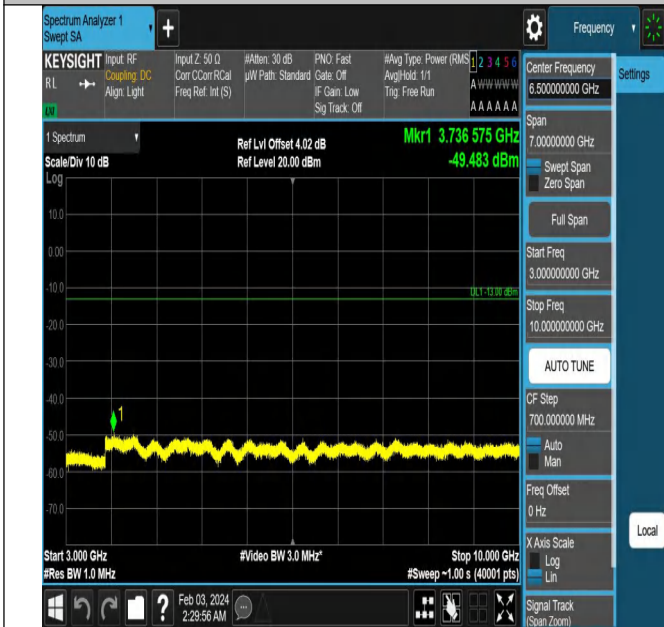 Spectrum Analyzer 1
Swept SA
Frequency
KEYSIGHT
RL
LXI
Input: RF
Coupling: DC
Align: Light
Input Z: 50 Ω
Corr CCorr RCal
Freq Ref: Int (S)
#Atten: 30 dB
µW Path: Standard
PNO: Fast
Gate: Off
IF Gain: Low
Sig Track: Off
#Avg Type: Power (RMS
Avg|Hold: 1/1
Trig: Free Run
1 2 3 4 5 6
A W W W W W
A A A A A A
1 Spectrum
Scale/Div 10 dB
Log
Ref Lvl Offset 4.02 dB
Ref Level 20.00 dBm
Mkr1 3.736 575 GHz
-49.483 dBm
10.0
0.00
-10.0
DL1 -13.00 dBm
-20.0
-30.0
-40.0
1
-50.0
-60.0
-70.0
Start 3.000 GHz
#Res BW 1.0 MHz
#Video BW 3.0 MHz*
Stop 10.000 GHz
#Sweep ~1.00 s (40001 pts)
Feb 03, 2024
2:29:56 AM
Center Frequency
6.500000000 GHz
Settings
Span
7.00000000 GHz
Swept Span
Zero Span
Full Span
Start Freq
3.000000000 GHz
Stop Freq
10.000000000 GHz
AUTO TUNE
CF Step
700.000000 MHz
Auto
Man
Freq Offset
0 Hz
X Axis Scale
Log
Lin
Local
Signal Track
(Span Zoom)